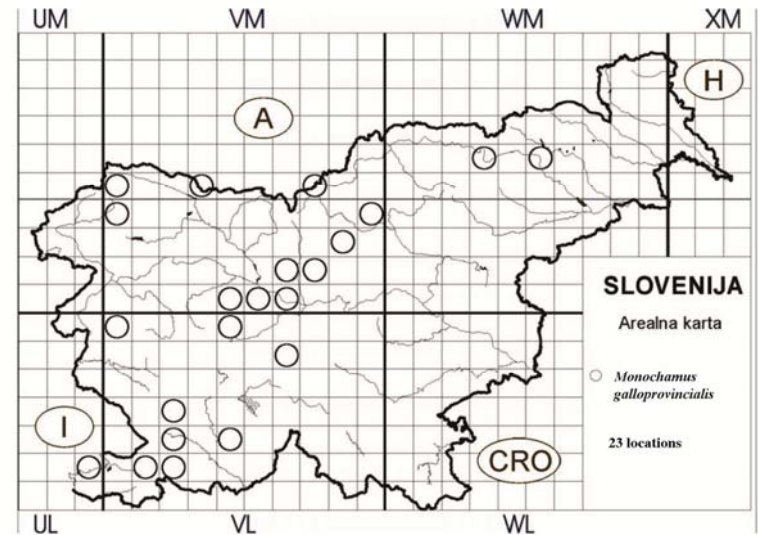 UM VM WM XM
H
A
SLOVENIJA
Arealna karta
Monochamus
galloprovincialis
I
23 locations
CRO
UL VL WL